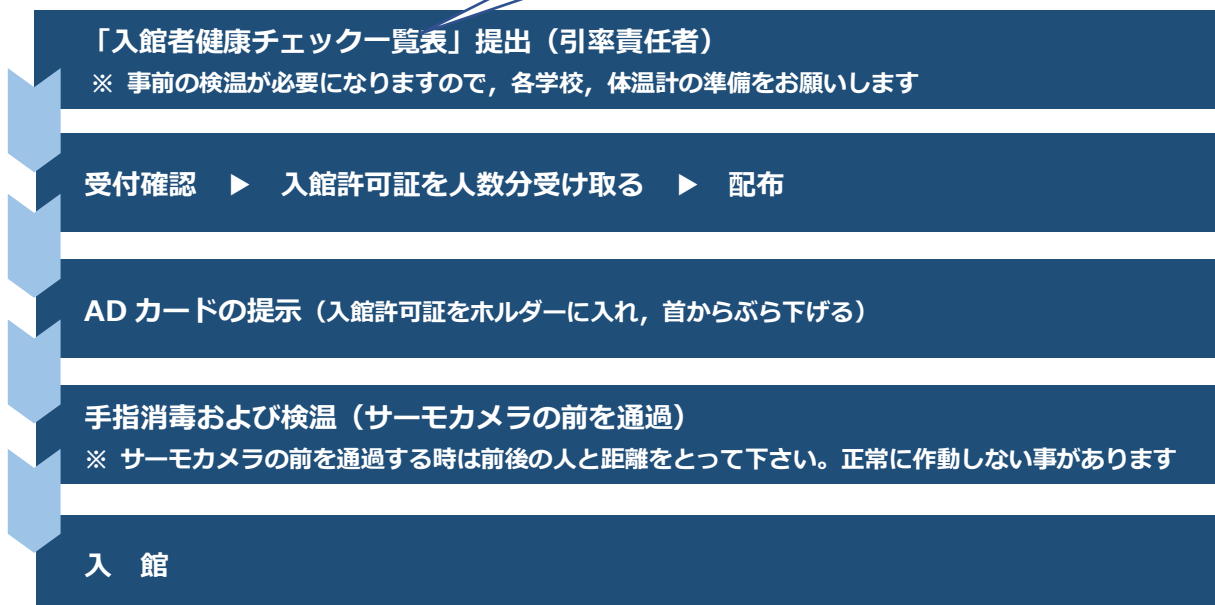 「入館者健康チェック一覧表」提出（引率責任者）
※ 事前の検温が必要になりますので，各学校，体温計の準備をお願いします
受付確認 ▶ 入館許可証を人数分受け取る ▶ 配布
AD カードの提示（入館許可証をホルダーに入れ，首からぶら下げる）
手指消毒および検温（サーモカメラの前を通過）
※ サーモカメラの前を通過する時は前後の人と距離をとって下さい。正常に作動しない事があります
入　館